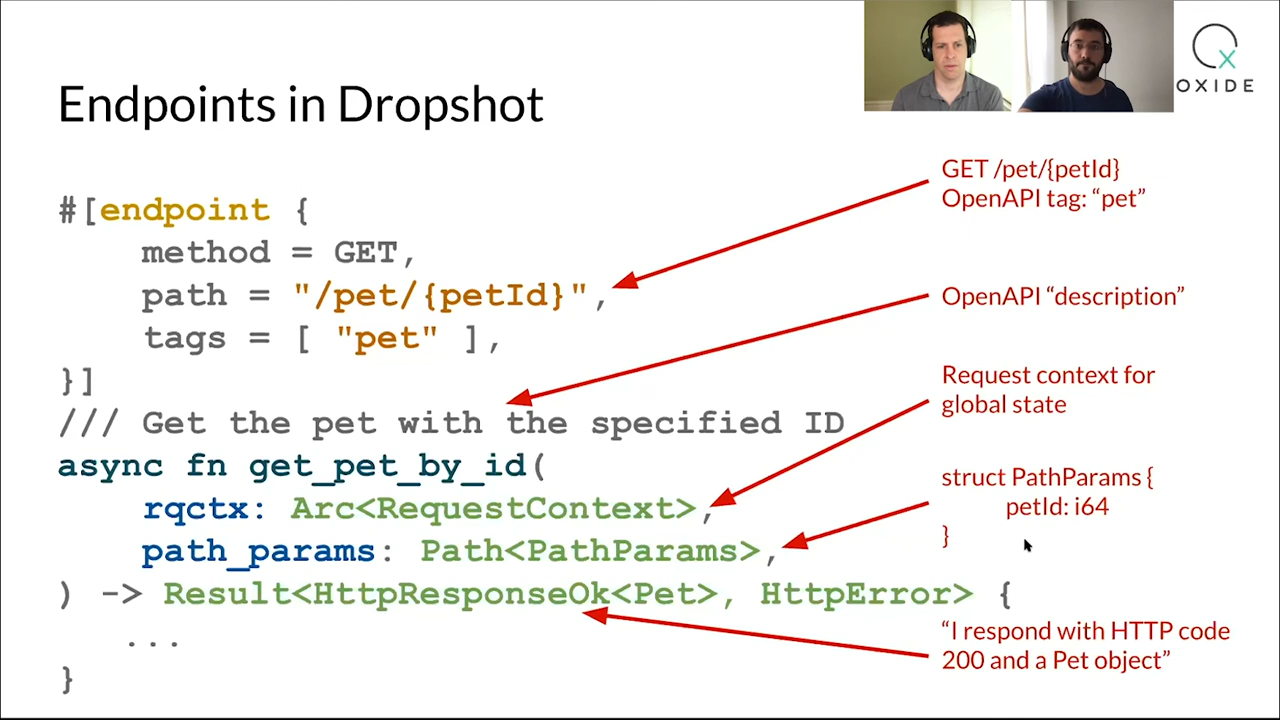 OXIDE
Endpoints in Dropshot
#[endpoint {
method = GET,
path = "/pet/{petId}",
tags = [ "pet" ],
}]
/// Get the pet with the specified ID
async fn get_pet_by_id(
rqctx: Arc<RequestContext>,
path_params: Path<PathParams>,
) -> Result<HttpResponseOk<Pet>, HttpError> {
...
}
GET /pet/{petId}
OpenAPI tag: “pet”
OpenAPI “description”
Request context for
global state
struct PathParams {
petId: i64
}
“I respond with HTTP code
200 and a Pet object”